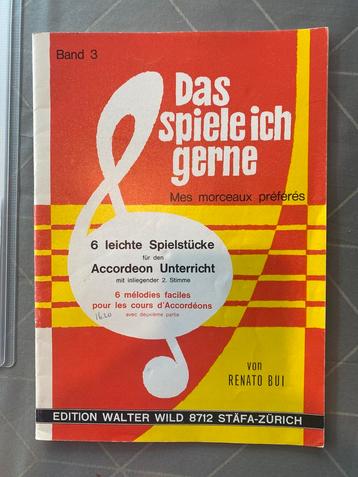 Band 3
Das
spiele ich
gerne
Mes morceaux préférés
6 leichte Spielstücke
für den
Accordeon Unterricht
mit inliegender 2. Stimme
6 mélodies faciles
pour les cours d'Accordéons
avec deuxième partie
1620
von
RENATO BUI
EDITION WALTER WILD 8712 STÄFA-ZÜRICH